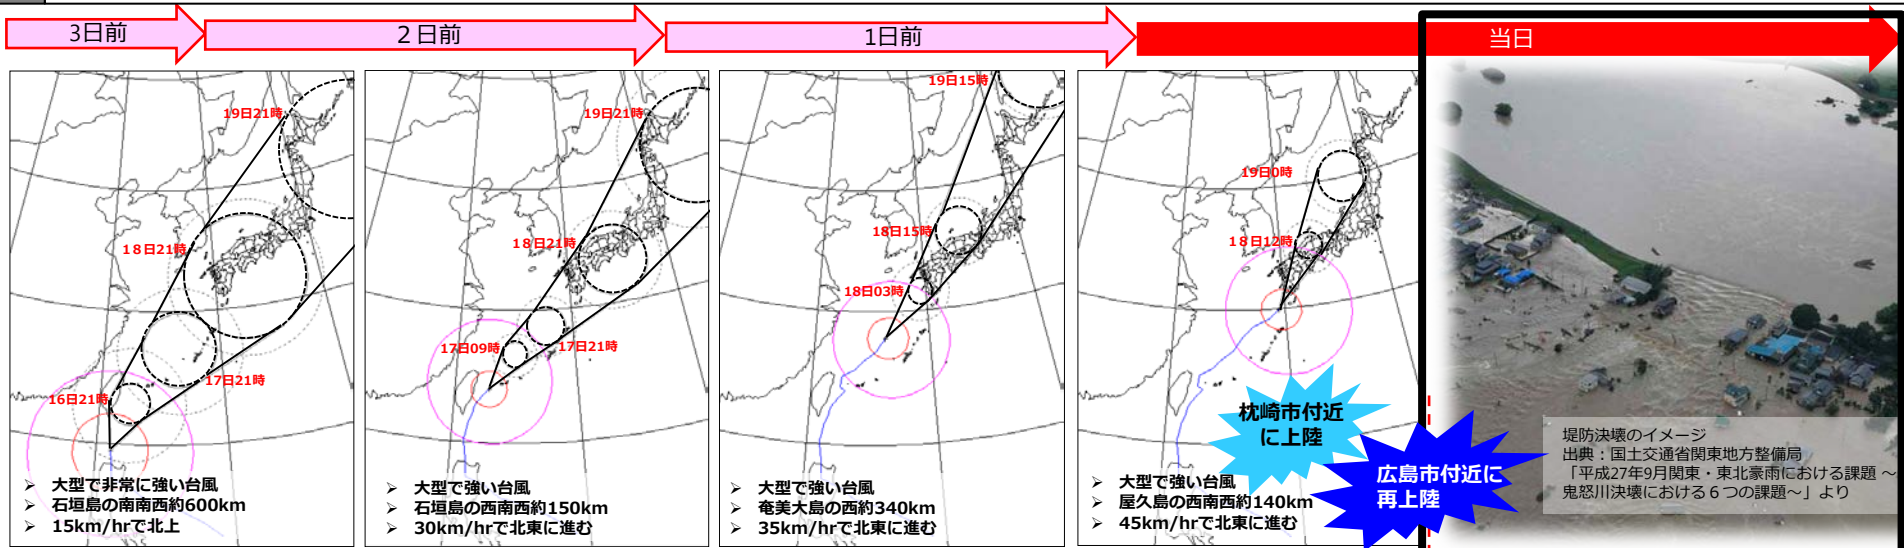 3日前
２日前
1日前
当日
19日21時
18日21時
17日21時
16日21時
➢ 大型で非常に強い台風
➢ 石垣島の南南西約600km
➢ 15km/hrで北上
19日21時
18日21時
17日09時
17日21時
➢ 大型で強い台風
➢ 石垣島の西南西約150km
➢ 30km/hrで北東に進む
19日15時
18日15時
18日03時
➢ 大型で強い台風
➢ 奄美大島の西約340km
➢ 35km/hrで北東に進む
19日0時
18日12時
➢ 大型で強い台風
➢ 屋久島の西南西約140km
➢ 45km/hrで北東に進む
枕崎市付近
に上陸
広島市付近に
再上陸
堤防決壊のイメージ
出典：国土交通省関東地方整備局
「平成27年9月関東・東北豪雨における課題 ～
鬼怒川決壊における６つの課題～」より